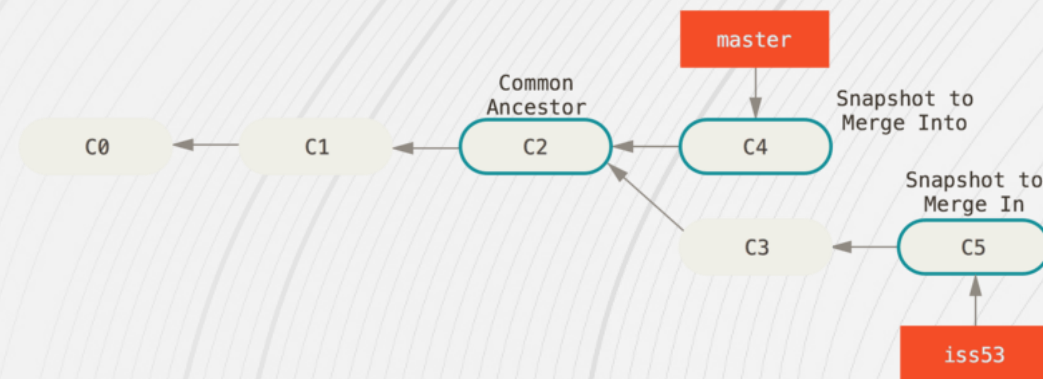 master
Common
Ancestor
Snapshot to
Merge Into
C0
C1
C2
C4
Snapshot to
Merge In
C3
C5
iss53